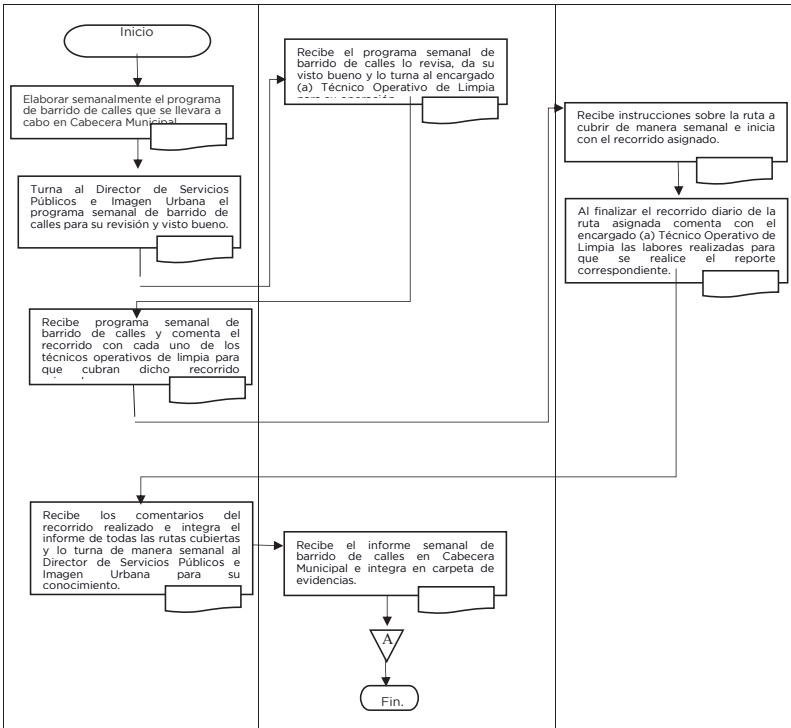 Inicio
Elaborar semanalmente el programa
de barrido de calles que se llevara a
cabo en Cabecera Municipal
Turna al Director de Servicios
Públicos e Imagen Urbana el
programa semanal de barrido de
calles para su revisión y visto bueno.
Recibe el programa semanal de
barrido de calles lo revisa, da su
visto bueno y lo turna al encargado
(a) Técnico Operativo de Limpia
para su operación
Recibe programa semanal de
barrido de calles y comenta el
recorrido con cada uno de los
técnicos operativos de limpia para
que cubran dicho recorrido
Recibe instrucciones sobre la ruta a
cubrir de manera semanal e inicia
con el recorrido asignado.
Al finalizar el recorrido diario de la
ruta asignada comenta con el
encargado (a) Técnico Operativo de
Limpia las labores realizadas para
que se realice el reporte
correspondiente.
Recibe los comentarios del
recorrido realizado e integra el
informe de todas las rutas cubiertas
y lo turna de manera semanal al
Director de Servicios Públicos e
Imagen Urbana para su
conocimiento.
Recibe el informe semanal de
barrido de calles en Cabecera
Municipal e integra en carpeta de
evidencias.
A
Fin.